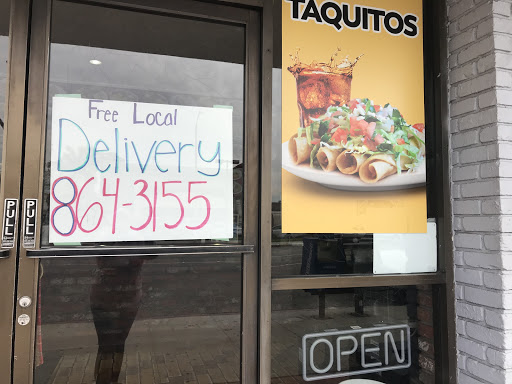 TAQUITOS
Free Local
Delivery
864-3155
PULL
PULL
OPEN